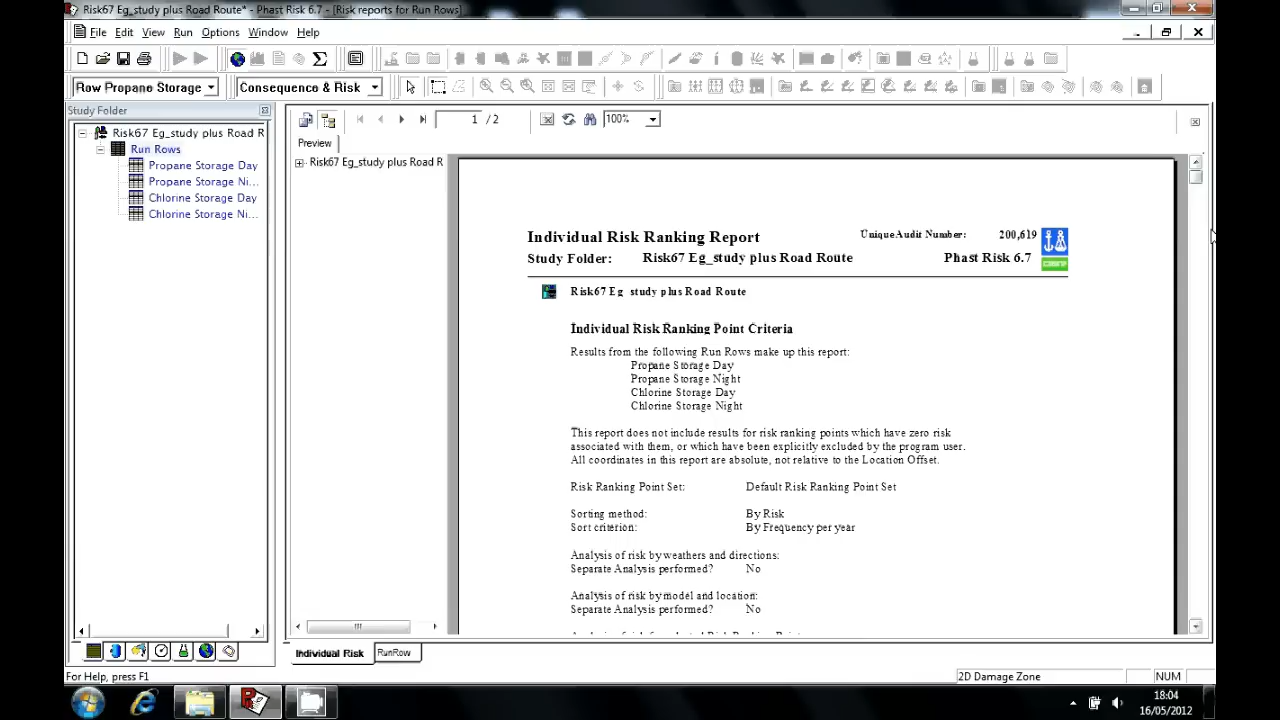 Risk67 Eg_study plus Road Route* - Phast Risk 6.7 - [Risk reports for Run Rows]
File Edit View Run Options Window Help
Row Propane Storage Consequence & Risk
Study Folder
1 /2 100%
Preview
Risk67 Eg_study plus Road R
Run Rows
Propane Storage Day
Propane Storage Ni...
Chlorine Storage Day
Chlorine Storage Ni...
Risk67 Eg_study plus Road R
Individual Risk Ranking Report Unique Audit Number: 200,619
Study Folder: Risk67 Eg_study plus Road Route Phast Risk 6.7
Risk67 Eg study plus Road Route
Individual Risk Ranking Point Criteria
Results from the following Run Rows make up this report:
Propane Storage Day
Propane Storage Night
Chlorine Storage Day
Chlorine Storage Night
This report does not include results for risk ranking points which have zero risk
associated with them, or which have been explicitly excluded by the program user.
All coordinates in this report are absolute, not relative to the Location Offset.
Risk Ranking Point Set: Default Risk Ranking Point Set
Sorting method: By Risk
Sort criterion: By Frequency per year
Analysis of risk by weathers and directions:
Separate Analysis performed? No
Analysis of risk by model and location:
Separate Analysis performed? No
Individual Risk RunRow
For Help, press F1 2D Damage Zone NUM
18:04
16/05/2012